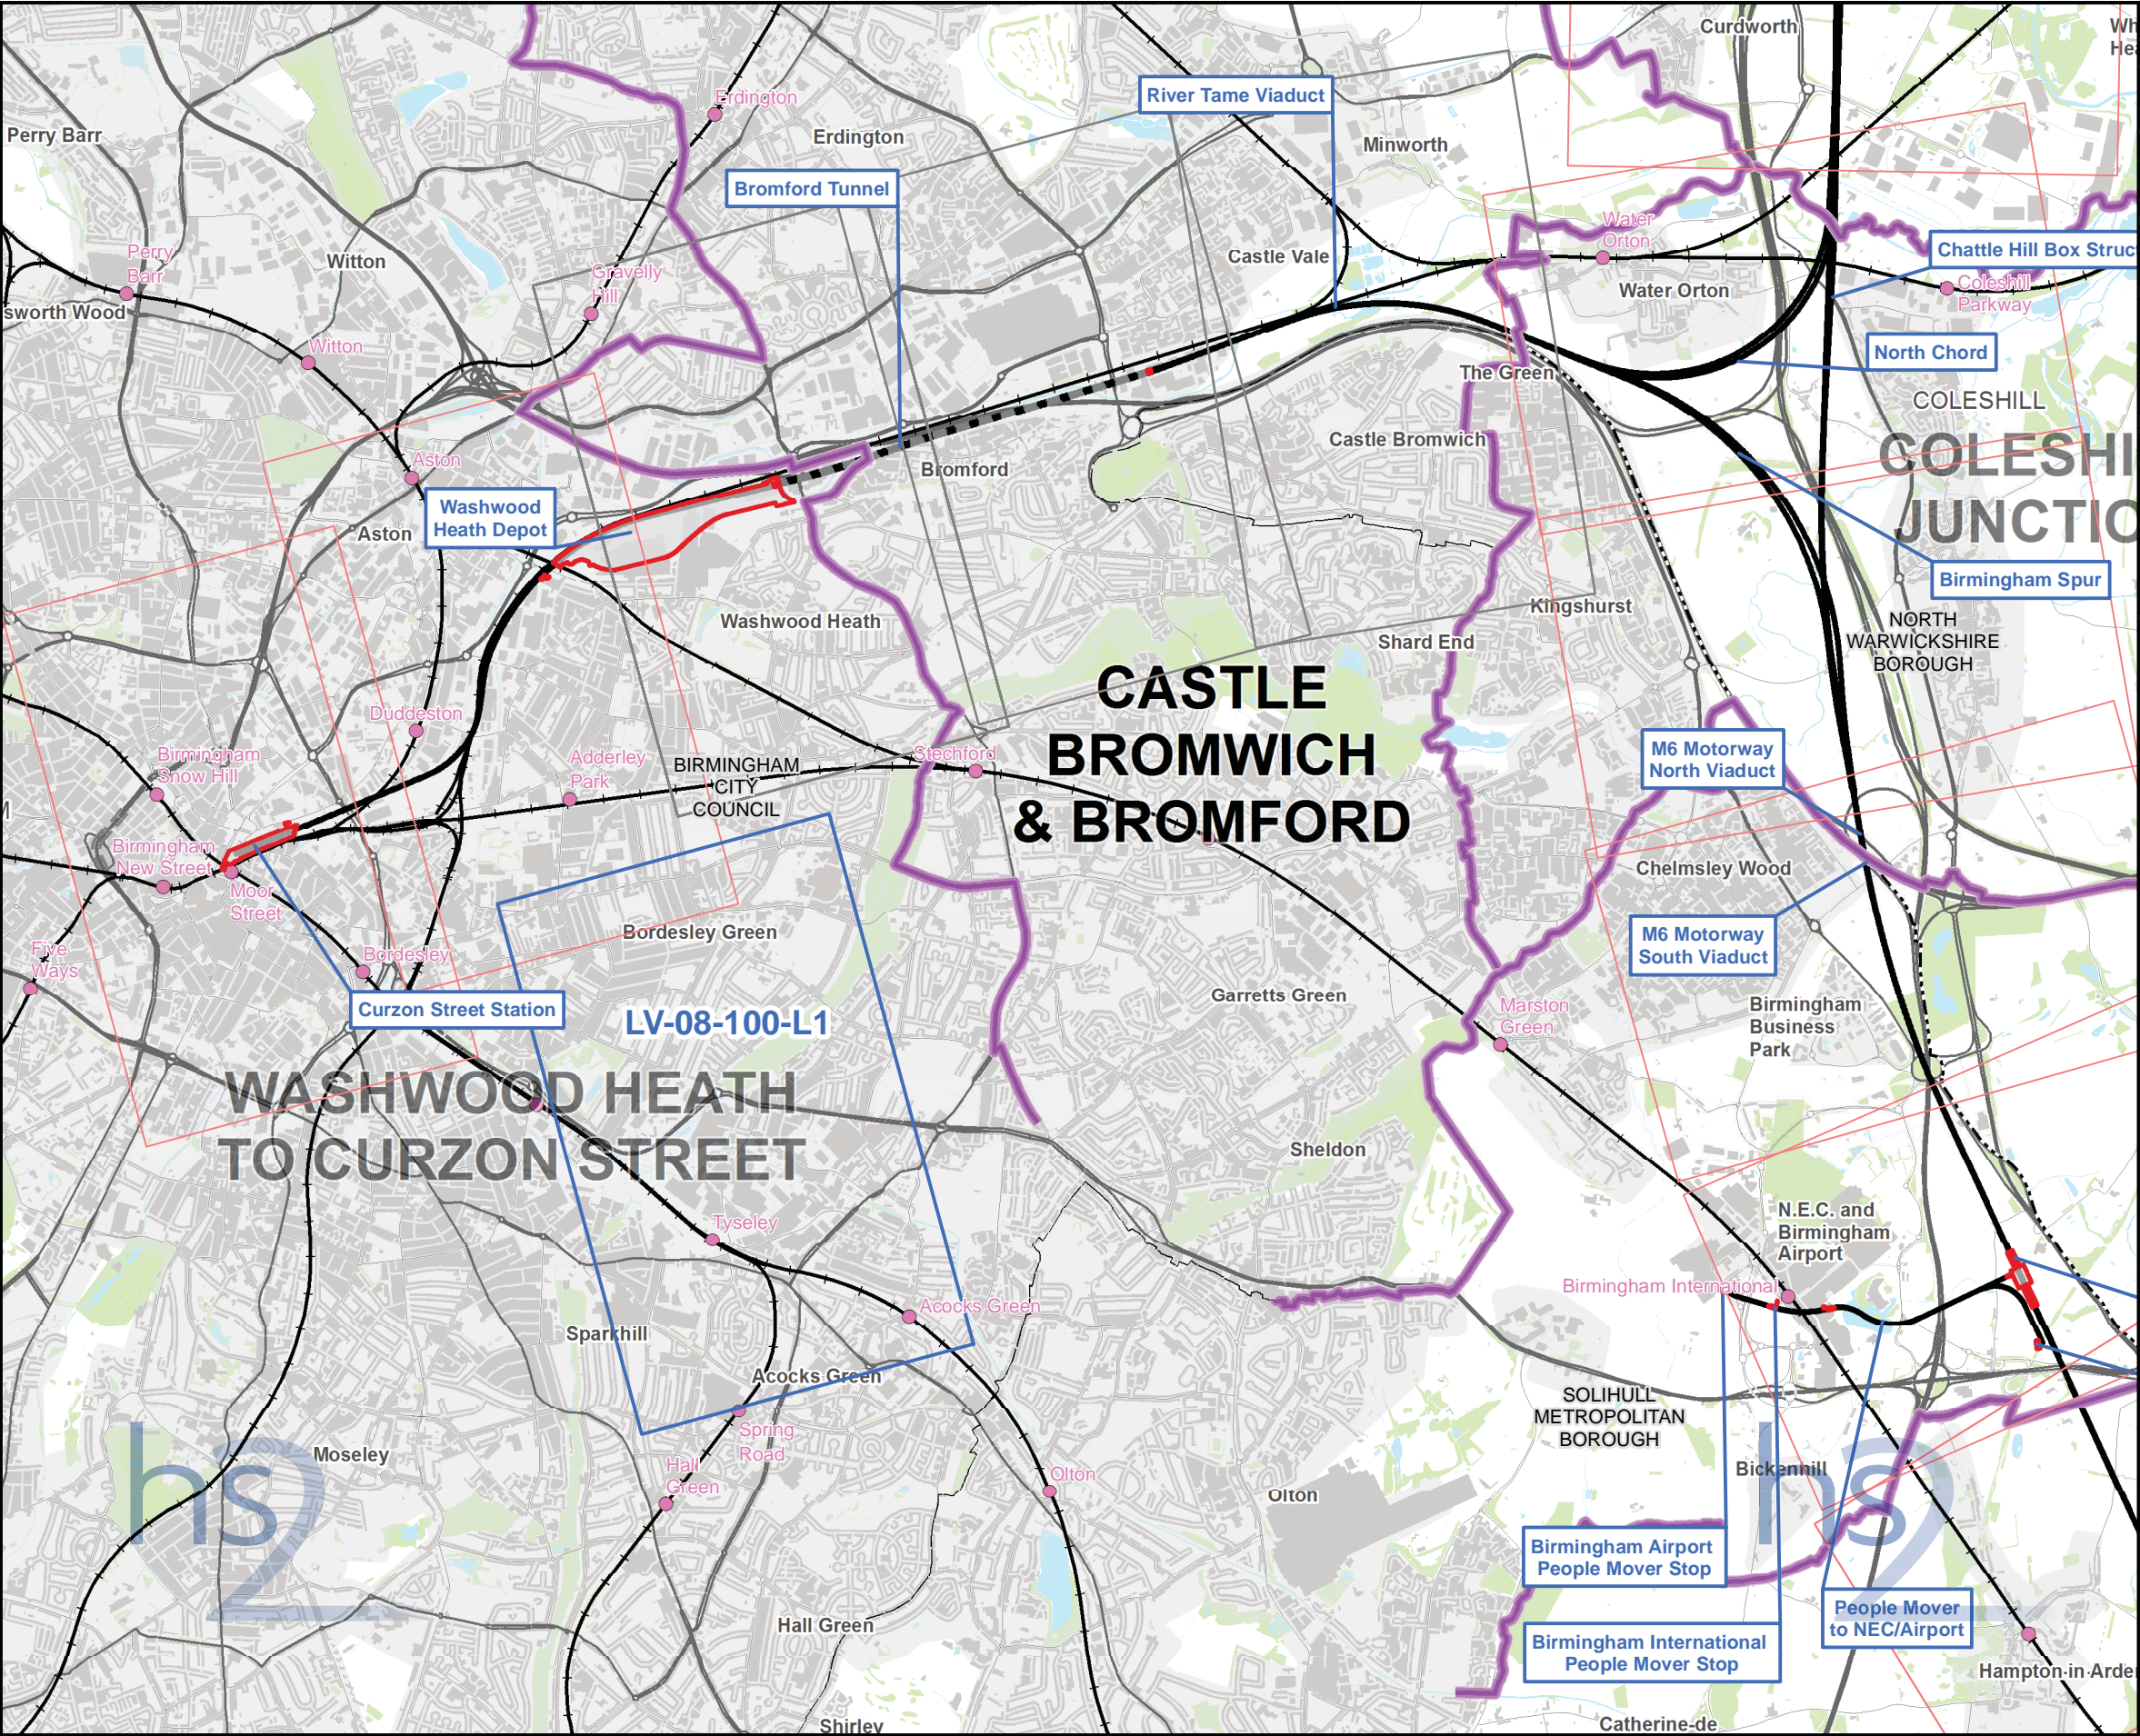 Curdworth
Wh
He
Erdington
Perry Barr
Erdington
River Tame Viaduct
Minworth
Bromford Tunnel
Water
Orton
Perry
Barr
Witton
Castle Vale
Chattle Hill Box Struc
Gravelly
Hill
Water Orton
Coleshill
Parkway
sworth Wood
Witton
North Chord
The Green
COLESHILL
Castle Bromwich
COLESHI
JUNCTIO
Aston
Bromford
Washwood
Heath Depot
Aston
Birmingham Spur
Kingshurst
NORTH
WARWICKSHIRE
BOROUGH
Washwood Heath
Shard End
CASTLE
BROMWICH
& BROMFORD
Duddeston
Birmingham
Snow Hill
Adderley
Park
BIRMINGHAM
CITY
COUNCIL
Stechford
M6 Motorway
North Viaduct
Birmingham
New Street
Moor
Street
Chelmsley Wood
Bordesley Green
M6 Motorway
South Viaduct
Five
Ways
Bordesley
Curzon Street Station
LV-08-100-L1
Garretts Green
Marston
Green
Birmingham
Business
Park
WASHWOOD HEATH
TO CURZON STREET
Sheldon
Tyseley
N.E.C. and
Birmingham
Airport
Birmingham International
Acocks Green
Sparkhill
Acocks Green
SOLIHULL
METROPOLITAN
BOROUGH
Spring
Road
Moseley
hs2
Hall
Green
Olton
Olton
Bickenhill
hs2
Birmingham Airport
People Mover Stop
People Mover
to NEC/Airport
Hall Green
Birmingham International
People Mover Stop
Hampton in Arde
Shirley
Catherine-de